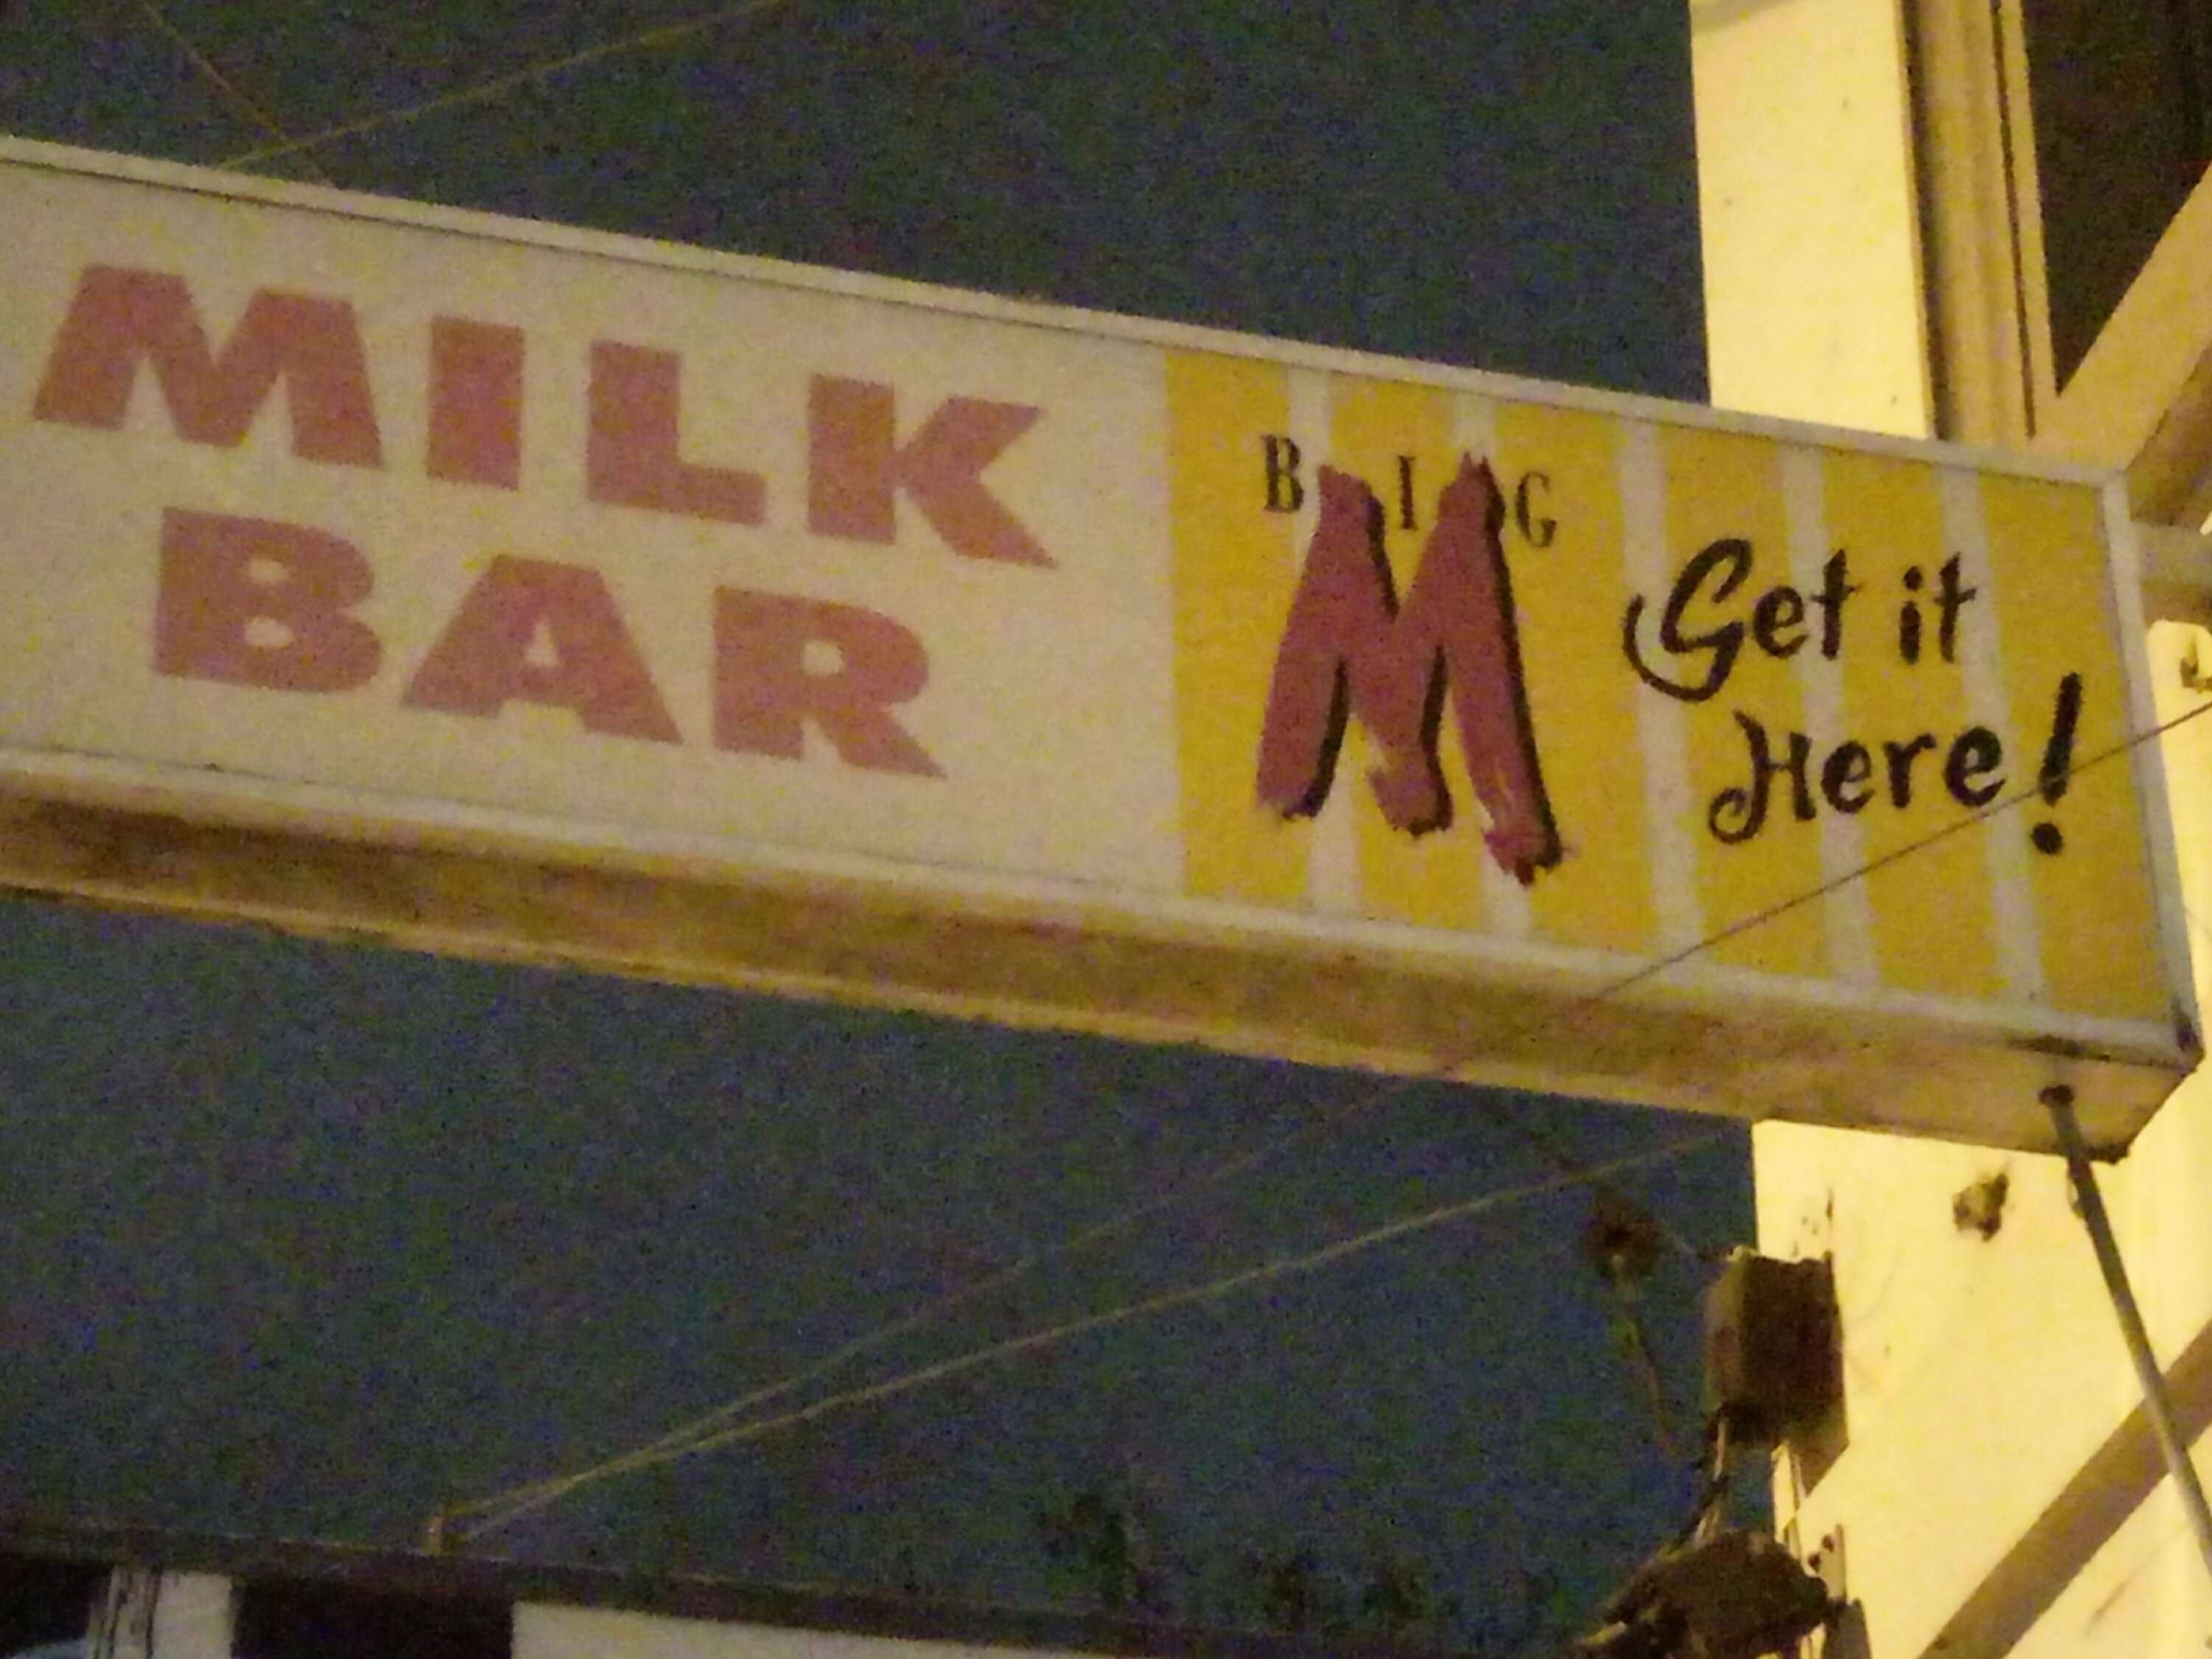 MILK
BAR
BIG
M
Get it
Here!